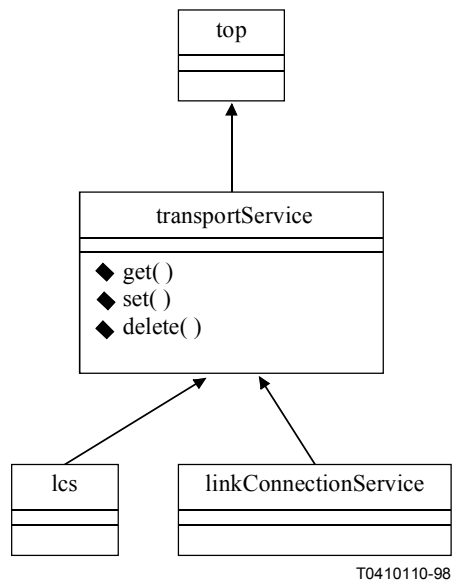 top
transportService
get( )
set( )
delete( )
lcs
linkConnectionService
T0410110-98